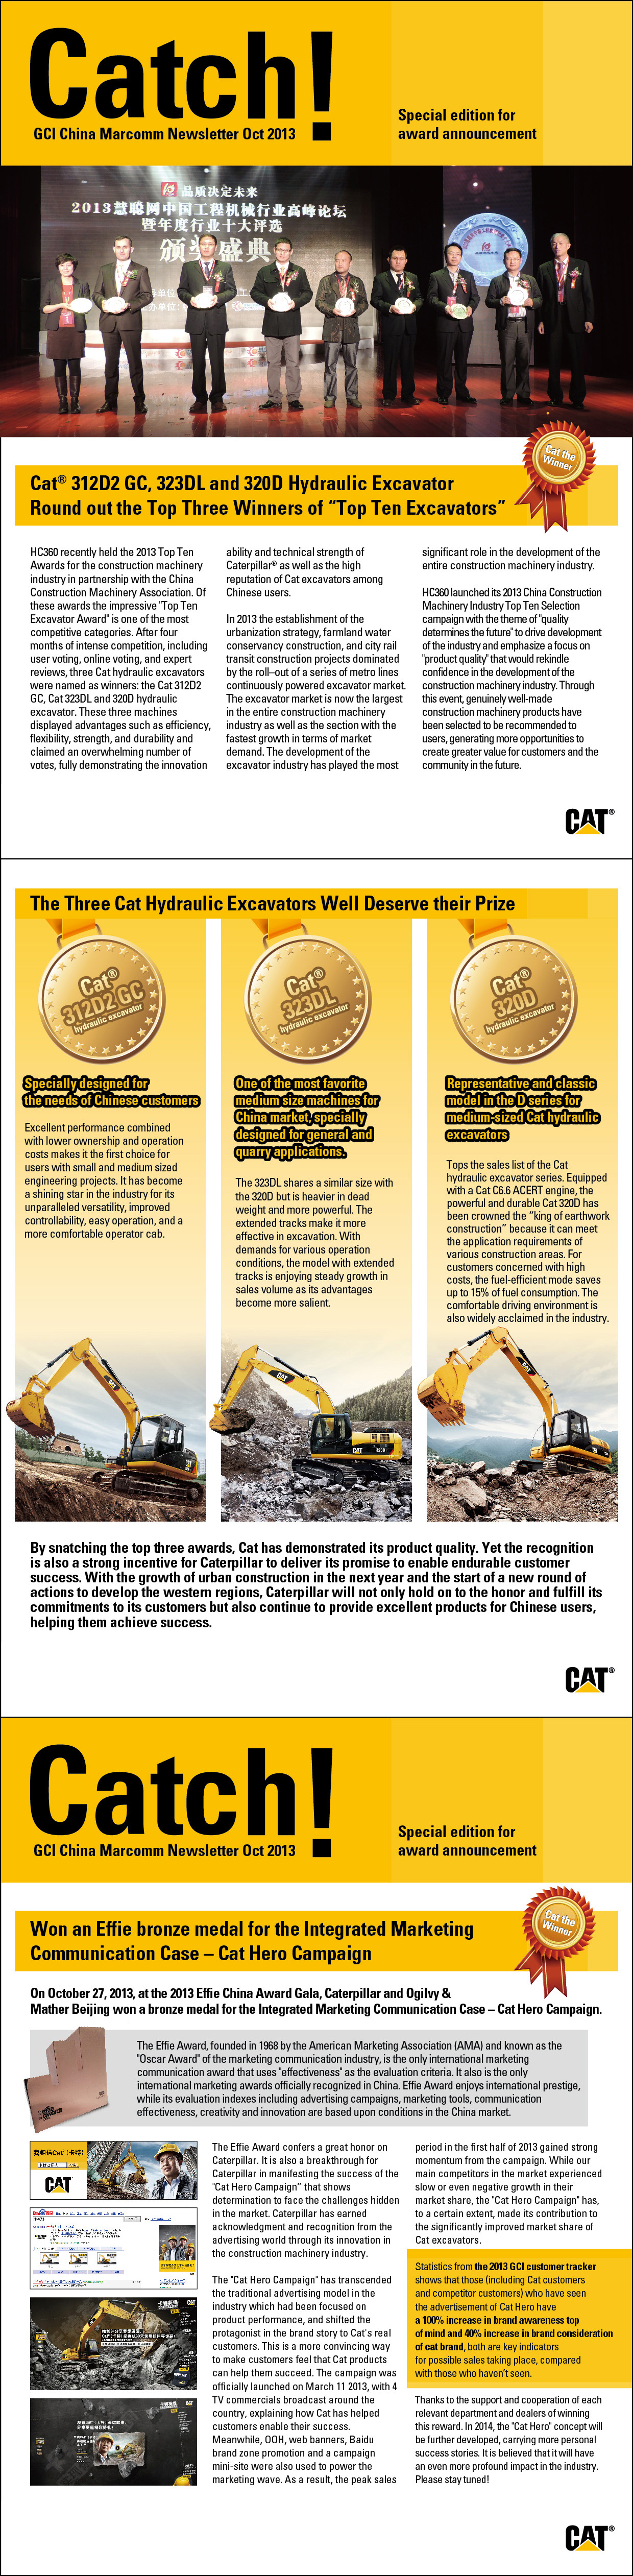 Catch!
GCI China Marcomm Newsletter Oct 2013
Special edition for
award announcement
品质决定未来
2013慧聪网中国工程机械行业高峰论坛
暨年度行业十大评选
颁奖盛典
Cat the
Winner
Cat® 312D2 GC, 323DL and 320D Hydraulic Excavator
Round out the Top Three Winners of “Top Ten Excavators”
HC360 recently held the 2013 Top Ten
Awards for the construction machinery
industry in partnership with the China
Construction Machinery Association. Of
these awards the impressive "Top Ten
Excavator Award" is one of the most
competitive categories. After four
months of intense competition, including
user voting, online voting, and expert
reviews, three Cat hydraulic excavators
were named as winners: the Cat 312D2
GC, Cat 323DL and 320D hydraulic
excavator. These three machines
displayed advantages such as efficiency,
flexibility, strength, and durability and
claimed an overwhelming number of
votes, fully demonstrating the innovation
ability and technical strength of
Caterpillar® as well as the high
reputation of Cat excavators among
Chinese users.
In 2013 the establishment of the
urbanization strategy, farmland water
conservancy construction, and city rail
transit construction projects dominated
by the roll–out of a series of metro lines
continuously powered excavator market.
The excavator market is now the largest
in the entire construction machinery
industry as well as the section with the
fastest growth in terms of market
demand. The development of the
excavator industry has played the most
significant role in the development of the
entire construction machinery industry.
HC360 launched its 2013 China Construction
Machinery Industry Top Ten Selection
campaign with the theme of "quality
determines the future" to drive development
of the industry and emphasize a focus on
"product quality" that would rekindle
confidence in the development of the
construction machinery industry. Through
this event, genuinely well-made
construction machinery products have
been selected to be recommended to
users, generating more opportunities to
create greater value for customers and the
community in the future.
CAT®
The Three Cat Hydraulic Excavators Well Deserve their Prize
Cat®
312D2 GC
hydraulic excavator
Specially designed for
the needs of Chinese customers
Excellent performance combined
with lower ownership and operation
costs makes it the first choice for
users with small and medium sized
engineering projects. It has become
a shining star in the industry for its
unparalleled versatility, improved
controllability, easy operation, and a
more comfortable operator cab.
Cat®
323DL
hydraulic excavator
One of the most favorite
medium size machines for
China market, specially
designed for general and
quarry applications.
The 323DL shares a similar size with
the 320D but is heavier in dead
weight and more powerful. The
extended tracks make it more
effective in excavation. With
demands for various operation
conditions, the model with extended
tracks is enjoying steady growth in
sales volume as its advantages
become more salient.
Cat®
320D
hydraulic excavator
Representative and classic
model in the D series for
medium-sized Cat hydraulic
excavators
Tops the sales list of the Cat
hydraulic excavator series. Equipped
with a Cat C6.6 ACERT engine, the
powerful and durable Cat 320D has
been crowned the "king of earthwork
construction" because it can meet
the application requirements of
various construction areas. For
customers concerned with high
costs, the fuel-efficient mode saves
up to 15% of fuel consumption. The
comfortable driving environment is
also widely acclaimed in the industry.
CAT
CAT
By snatching the top three awards, Cat has demonstrated its product quality. Yet the recognition
is also a strong incentive for Caterpillar to deliver its promise to enable endurable customer
success. With the growth of urban construction in the next year and the start of a new round of
actions to develop the western regions, Caterpillar will not only hold on to the honor and fulfill its
commitments to its customers but also continue to provide excellent products for Chinese users,
helping them achieve success.
CAT®
Catch!
GCI China Marcomm Newsletter Oct 2013
Special edition for
award announcement
Cat the
Winner
Won an Effie bronze medal for the Integrated Marketing
Communication Case – Cat Hero Campaign
On October 27, 2013, at the 2013 Effie China Award Gala, Caterpillar and Ogilvy &
Mather Beijing won a bronze medal for the Integrated Marketing Communication Case – Cat Hero Campaign.
The Effie Award, founded in 1968 by the American Marketing Association (AMA) and known as the
"Oscar Award" of the marketing communication industry, is the only international marketing
communication award that uses "effectiveness" as the evaluation criteria. It also is the only
international marketing awards officially recognized in China. Effie Award enjoys international prestige,
while its evaluation indexes including advertising campaigns, marketing tools, communication
effectiveness, creativity and innovation are based upon conditions in the China market.
我相信Cat®(卡特)
CAT
The Effie Award confers a great honor on
Caterpillar. It is also a breakthrough for
Caterpillar in manifesting the success of the
"Cat Hero Campaign" that shows
determination to face the challenges hidden
in the market. Caterpillar has earned
acknowledgment and recognition from the
advertising world through its innovation in
the construction machinery industry.
The "Cat Hero Campaign" has transcended
the traditional advertising model in the
industry which had been focused on
product performance, and shifted the
protagonist in the brand story to Cat's real
customers. This is a more convincing way
to make customers feel that Cat products
can help them succeed. The campaign was
officially launched on March 11 2013, with 4
TV commercials broadcast around the
country, explaining how Cat has helped
customers enable their success.
Meanwhile, OOH, web banners, Baidu
brand zone promotion and a campaign
mini-site were also used to power the
marketing wave. As a result, the peak sales
period in the first half of 2013 gained strong
momentum from the campaign. While our
main competitors in the market experienced
slow or even negative growth in their
market share, the "Cat Hero Campaign" has,
to a certain extent, made its contribution to
the significantly improved market share of
Cat excavators.
Statistics from the 2013 GCI customer tracker
shows that those (including Cat customers
and competitor customers) who have seen
the advertisement of Cat Hero have
a 100% increase in brand awareness top
of mind and 40% increase in brand consideration
of cat brand, both are key indicators
for possible sales taking place, compared
with those who haven't seen.
Thanks to the support and cooperation of each
relevant department and dealers of winning
this reward. In 2014, the "Cat Hero" concept will
be further developed, carrying more personal
success stories. It is believed that it will have
an even more profound impact in the industry.
Please stay tuned!
CAT®